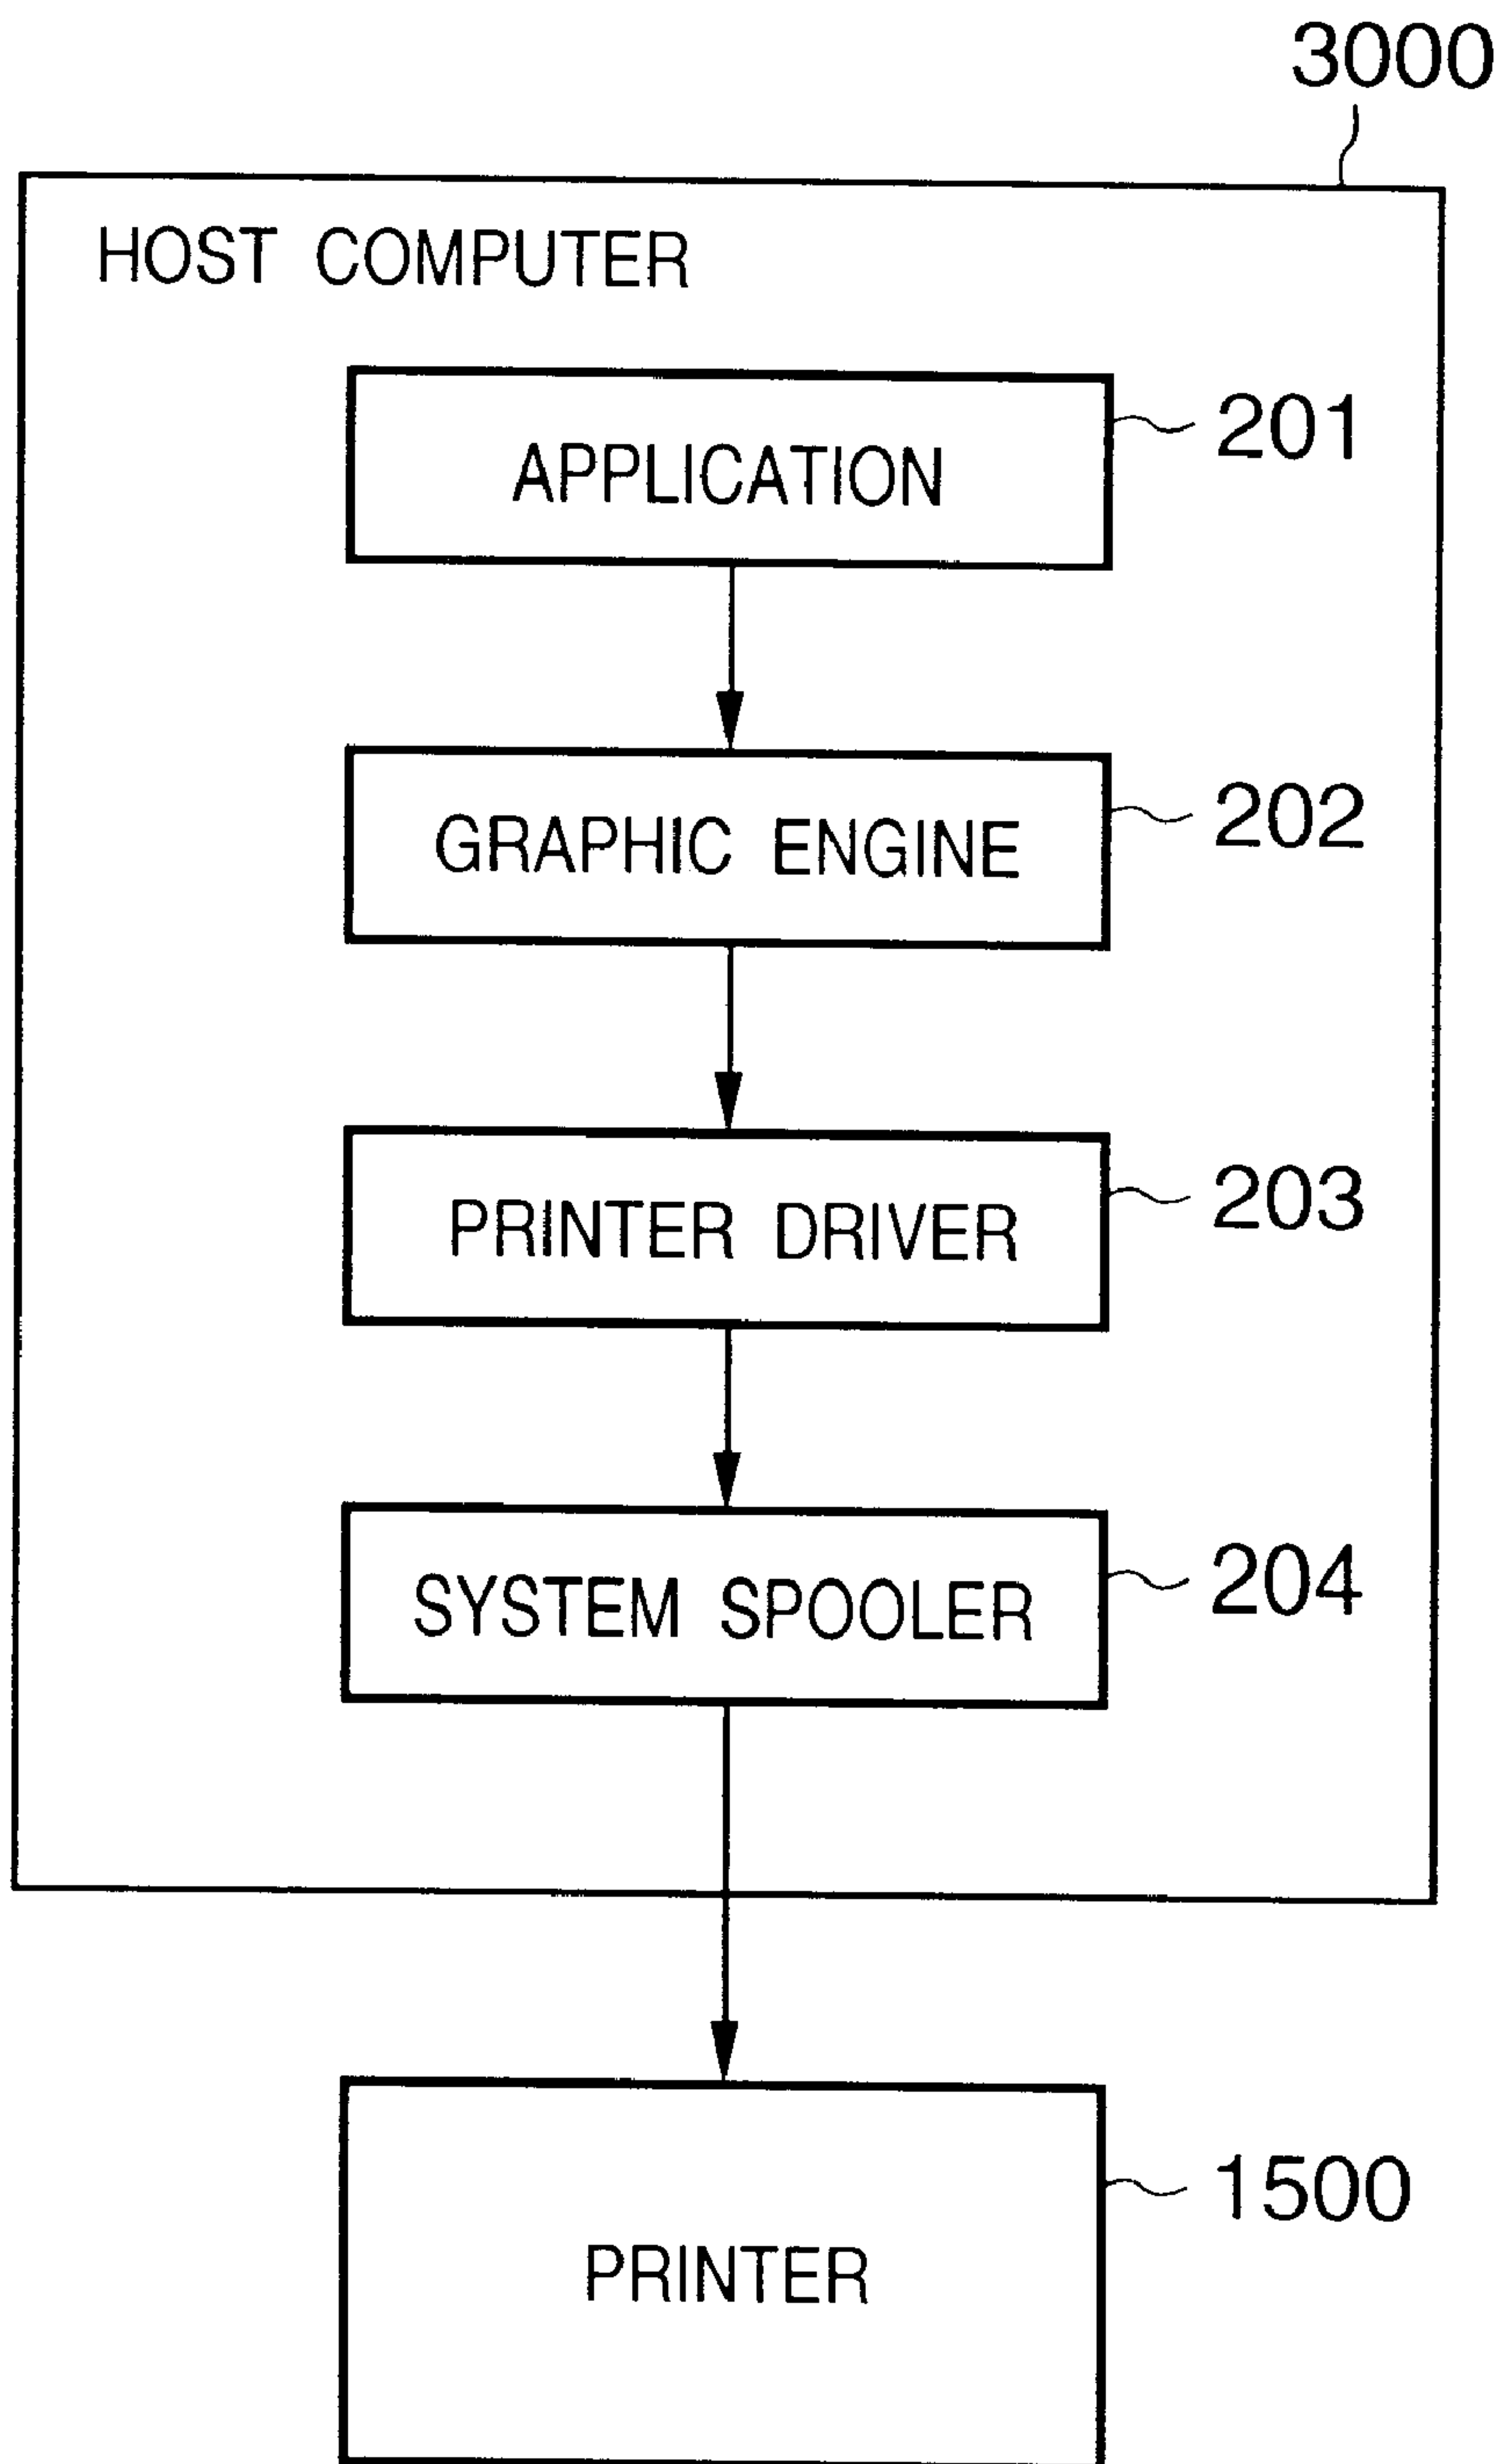 3000
HOST COMPUTER
APPLICATION
201
GRAPHIC ENGINE
202
PRINTER DRIVER
203
SYSTEM SPOOLER
204
PRINTER
1500